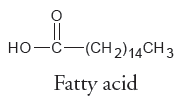 O
HO—C—(CH2)14CH3
Fatty acid